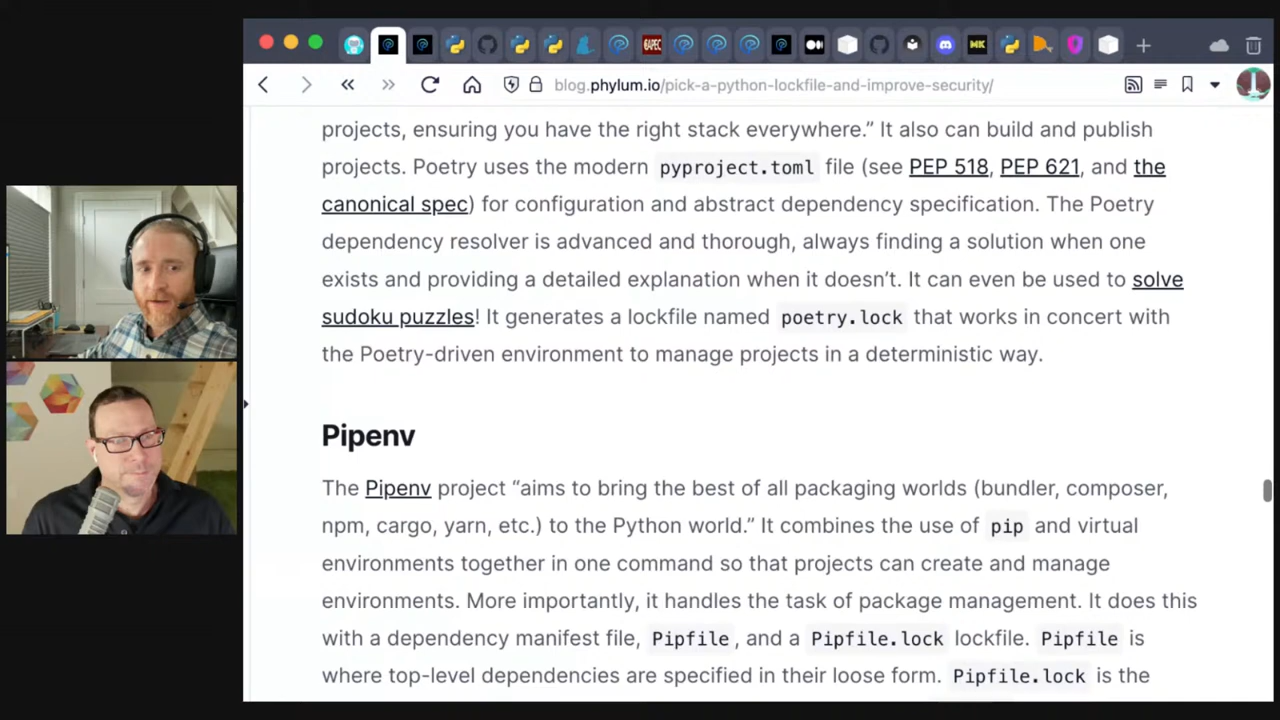 blog.phylum.io/pick-a-python-lockfile-and-improve-security/
projects, ensuring you have the right stack everywhere.” It also can build and publish
projects. Poetry uses the modern pyproject.toml file (see PEP 518, PEP 621, and the
canonical spec) for configuration and abstract dependency specification. The Poetry
dependency resolver is advanced and thorough, always finding a solution when one
exists and providing a detailed explanation when it doesn’t. It can even be used to solve
sudoku puzzles! It generates a lockfile named poetry.lock that works in concert with
the Poetry-driven environment to manage projects in a deterministic way.
Pipenv
The Pipenv project “aims to bring the best of all packaging worlds (bundler, composer,
npm, cargo, yarn, etc.) to the Python world.” It combines the use of pip and virtual
environments together in one command so that projects can create and manage
environments. More importantly, it handles the task of package management. It does this
with a dependency manifest file, Pipfile, and a Pipfile.lock lockfile. Pipfile is
where top-level dependencies are specified in their loose form. Pipfile.lock is the